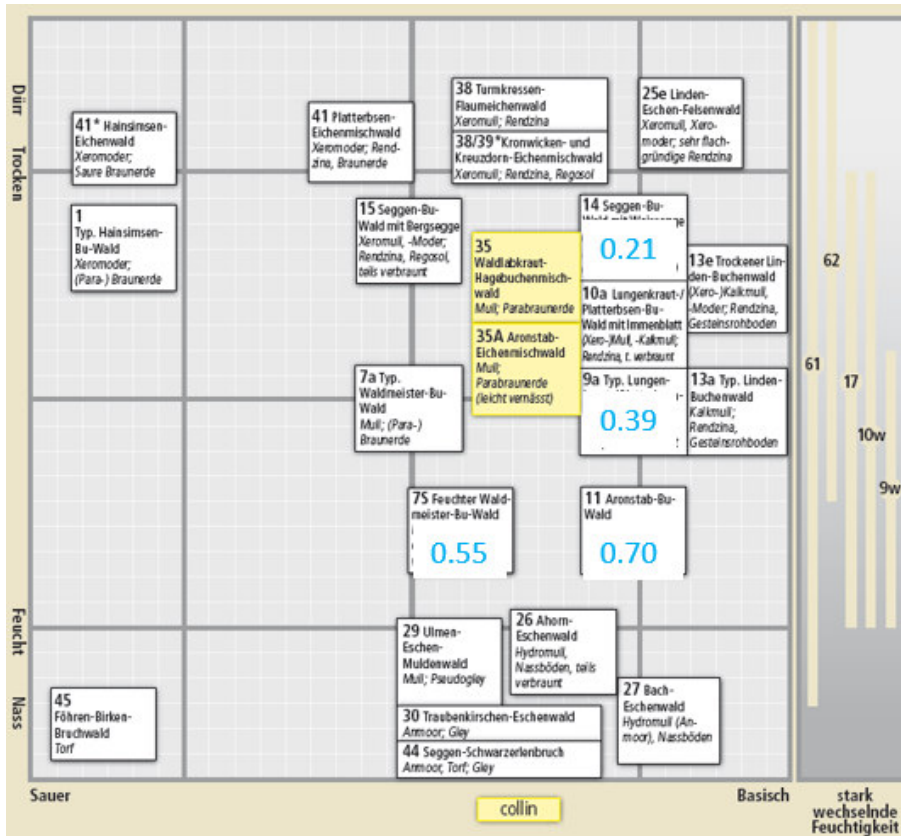 Dürr
Trocken
Feucht
Nass
41* Hainsimsen-
Eichenwald
Xeromoder;
Saure Braunerde
41 Platterbsen-
Eichenmischwald
Xeromoder; Rend-
zina, Braunerde
38 Turmkressen-
Flaumeichenwald
Xeromull; Rendzina
38/39*Kronwicken- und
Kreuzdorn-Eichenmischwald
Xeromull; Rendzina, Regosol
25e Linden-
Eschen-Felsenwald
Xeromull, Xero-
moder; sehr flach-
gründige Rendzina
1
Typ. Hainsimsen-
Bu-Wald
Xeromoder;
(Para-) Braunerde
15 Seggen-Bu-
Wald mit Bergsegge
Xeromull, -Moder;
Rendzina, Regosol,
teils verbraunt
35
Waldlabkraut-
Hagebuchenmisch-
wald
Mull; Parabraunerde
35A Aronstab-
Eichenmischwald
Mull;
Parabraunerde
(leicht vernässt)
14 Seggen-Bu-
0.21
13e Trockener Lin-
den-Buchenwald
(Xero-)Kalkmull,
-Moder; Rendzina,
Gesteinsrohboden
10a Lungenkraut-/
Platterbsen-Bu-
Wald mit Immenblatt
(Xero-)Mull, -Kalkmull;
Rendzina, t. verbraunt
7a Typ.
Waldmeister-Bu-
Wald
Mull; (Para-)
Braunerde
9a Typ. Lungen-
0.39
13a Typ. Linden-
Buchenwald
Kalkmull;
Rendzina,
Gesteinsrohboden
7S Feuchter Wald-
meister-Bu-Wald
0.55
11 Aronstab-Bu-
Wald
0.70
29 Ulmen-
Eschen-
Muldenwald
Mull; Pseudogley
26 Ahorn-
Eschenwald
Hydromull,
Nassböden, teils
verbraunt
27 Bach-
Eschenwald
Hydromull (An-
moor), Nassböden
30 Traubenkirschen-Eschenwald
Anmoor; Gley
44 Seggen-Schwarzerlenbruch
Anmoor, Torf; Gley
45
Föhren-Birken-
Bruchwald
Torf
62
61
17
10w
9w
Sauer
collin
Basisch
stark
wechselnde
Feuchtigkeit